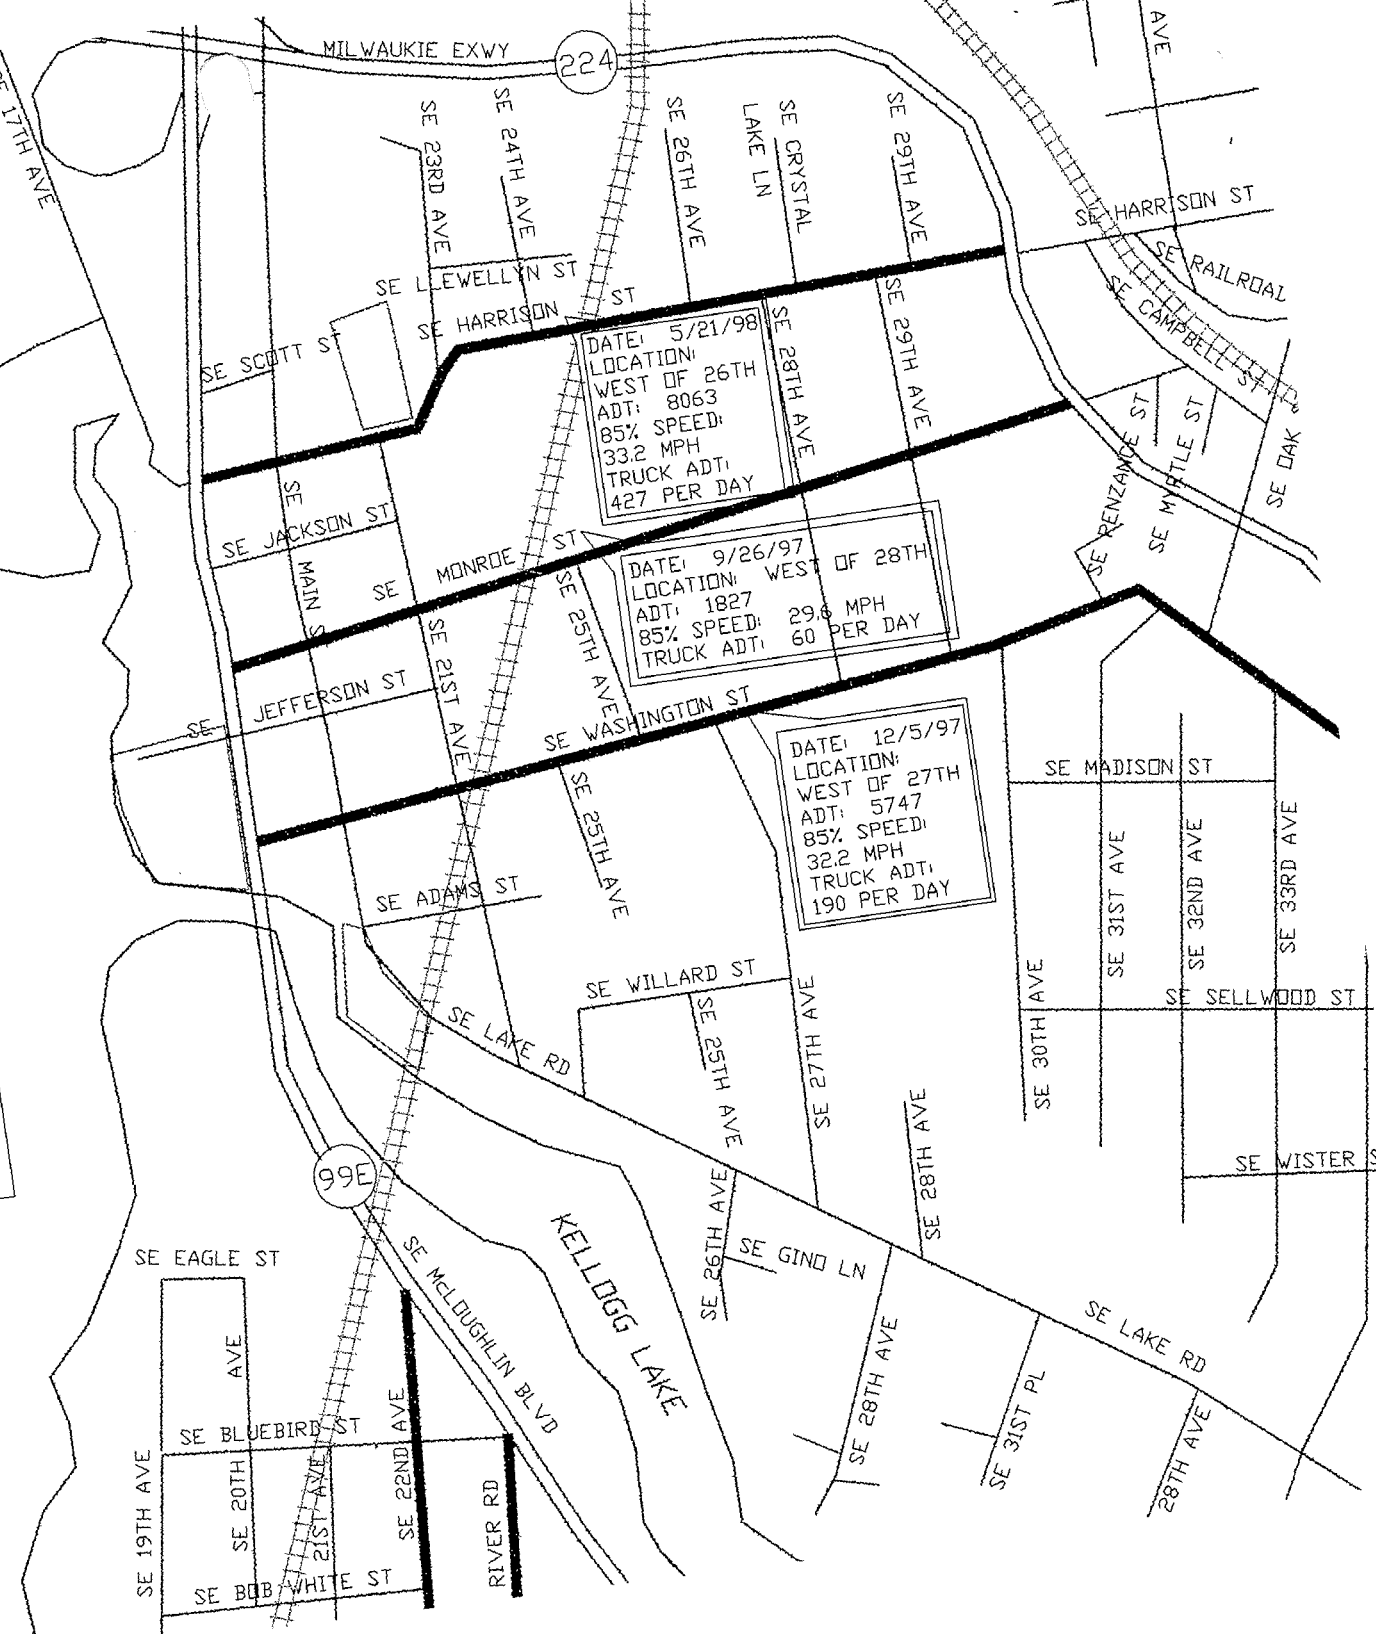 MILWAUKIE EXWY
224
AVE
SE 17TH AVE
SE 23RD AVE
SE 24TH AVE
SE 26TH AVE
LAKE LN
SE CRYSTAL
SE 29TH AVE
SE HARRISON ST
SE RAILROAD
SE CAMPBELL ST
SE LLEWELLYN ST
SE HARRISON ST
SE SCOTT ST
DATE: 5/21/98
LOCATION:
WEST OF 26TH
ADT: 8063
85% SPEED:
33.2 MPH
TRUCK ADT:
427 PER DAY
SE 28TH AVE
SE 29TH AVE
SE PENZANCE ST
SE MYRTLE ST
SE OAK ST
SE MAIN ST
SE JACKSON ST
SE MONROE ST
DATE: 9/26/97
LOCATION: WEST OF 28TH
ADT: 1827
85% SPEED: 29.6 MPH
TRUCK ADT: 60 PER DAY
SE 21ST AVE
SE 25TH AVE
SE JEFFERSON ST
SE WASHINGTON ST
DATE: 12/5/97
LOCATION:
WEST OF 27TH
ADT: 5747
85% SPEED:
32.2 MPH
TRUCK ADT:
190 PER DAY
SE 25TH AVE
SE MADISON ST
SE 31ST AVE
SE 32ND AVE
SE 33RD AVE
SE ADAMS ST
SE WILLARD ST
SE 25TH AVE
SE 27TH AVE
SE 30TH AVE
SE SELLWOOD ST
SE LAKE RD
SE 28TH AVE
SE WISTER S
99E
SE 26TH AVE
SE GINO LN
KELLOGG LAKE
SE McLOUGHLIN BLVD
SE EAGLE ST
SE LAKE RD
SE 28TH AVE
SE 31ST PL
28TH AVE
SE BLUEBIRD ST
SE 19TH AVE
SE 20TH AVE
21ST AVE
SE 22ND AVE
RIVER RD
SE BOB WHITE ST